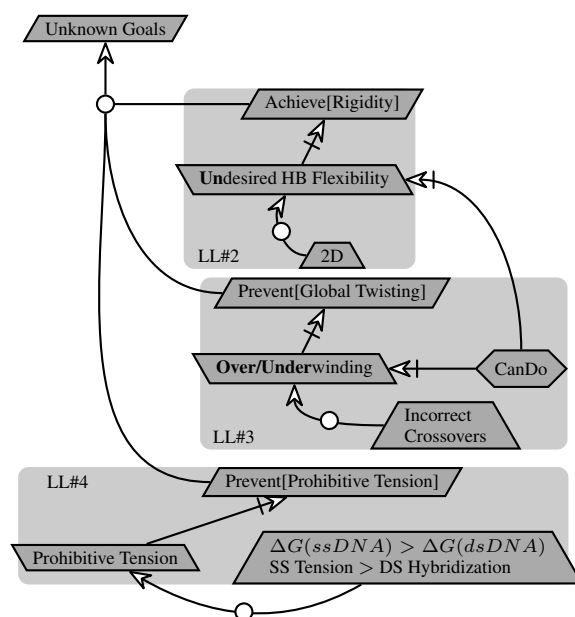 Unknown Goals
Achieve[Rigidity]
Undesired HB Flexibility
2D
LL#2
Prevent[Global Twisting]
Over/Underwinding
CanDo
Incorrect
Crossovers
LL#3
LL#4
Prevent[Prohibitive Tension]
Prohibitive Tension
ΔG(ssDNA) > ΔG(dsDNA)
SS Tension > DS Hybridization